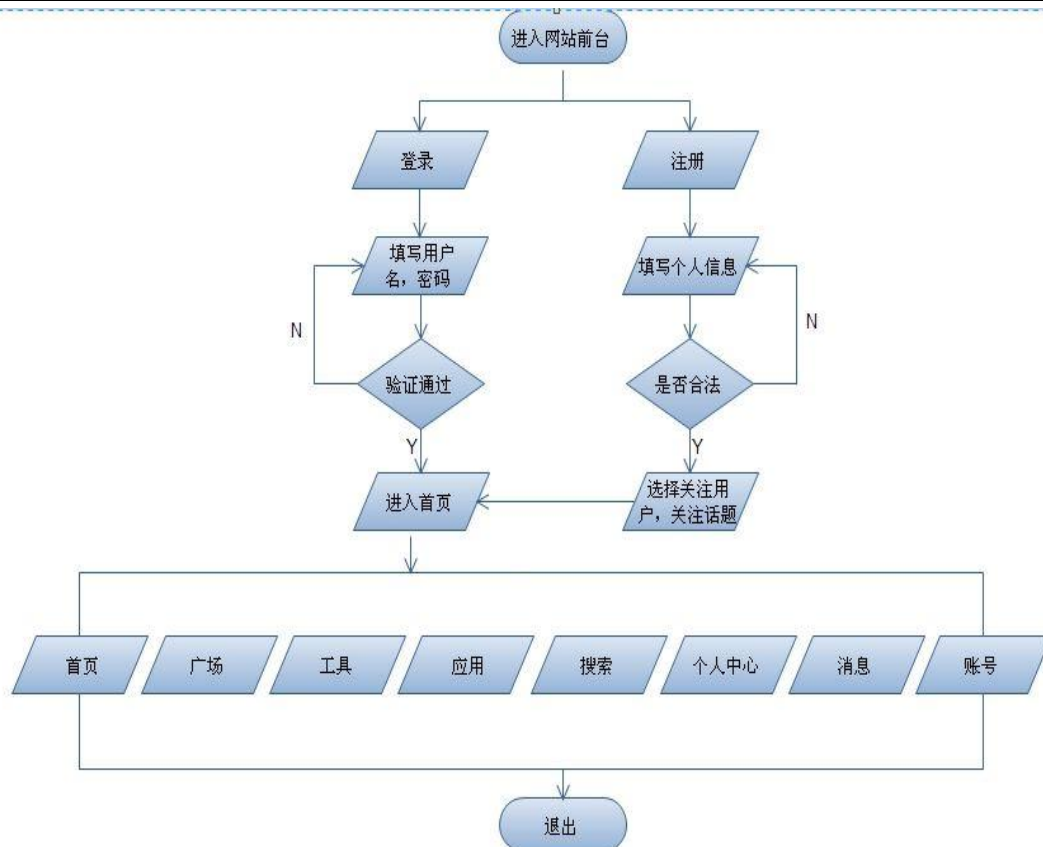 进入网站前台
登录
注册
填写用户
名，密码
填写个人信息
N
N
验证通过
是否合法
Y
Y
进入首页
选择关注用
户，关注话题
首页
广场
工具
应用
搜索
个人中心
消息
账号
退出